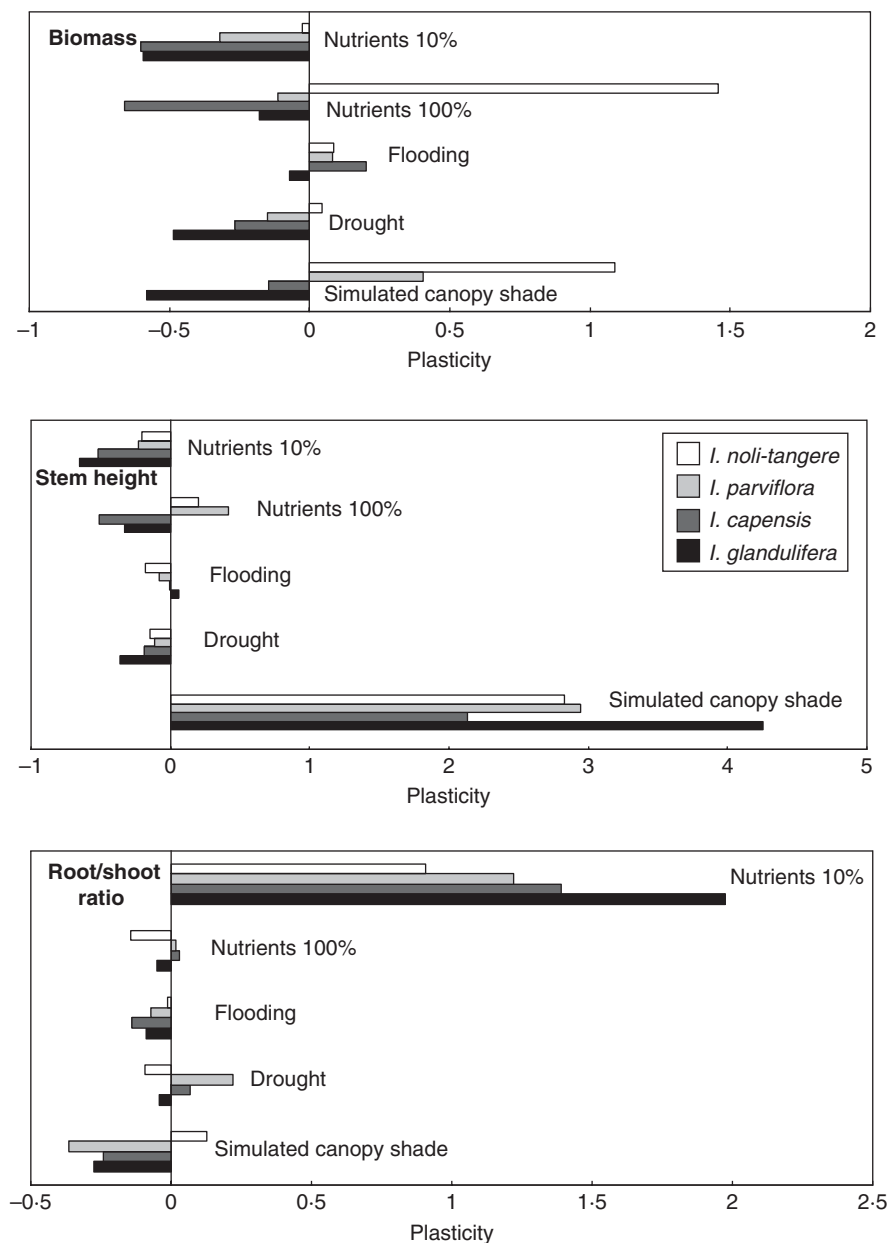 Biomass
Nutrients 10%
Nutrients 100%
Flooding
Drought
Simulated canopy shade
–1 –0·5 0 0·5 1 1·5 2
Plasticity
Nutrients 10%
Stem height
Nutrients 100%
Flooding
Drought
Simulated canopy shade
I. noli-tangere
I. parviflora
I. capensis
I. glandulifera
–1 0 1 2 3 4 5
Plasticity
Root/shoot
ratio
Nutrients 10%
Nutrients 100%
Flooding
Drought
Simulated canopy shade
–0·5 0 0·5 1 1·5 2 2·5
Plasticity